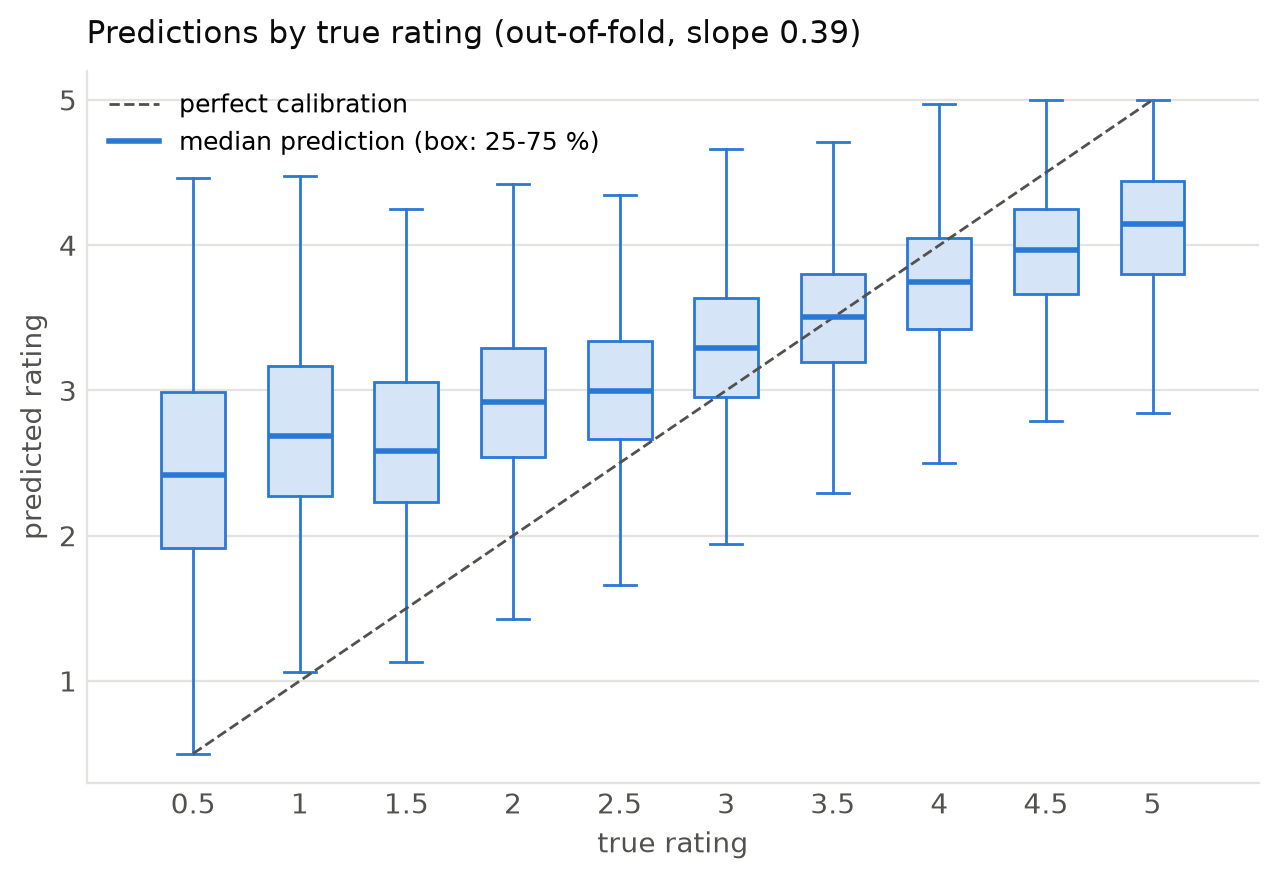 Predictions by true rating (out-of-fold, slope 0.39)
perfect calibration
median prediction (box: 25-75 %)
predicted rating
5
4
3
2
1
0.5 1 1.5 2 2.5 3 3.5 4 4.5 5
true rating